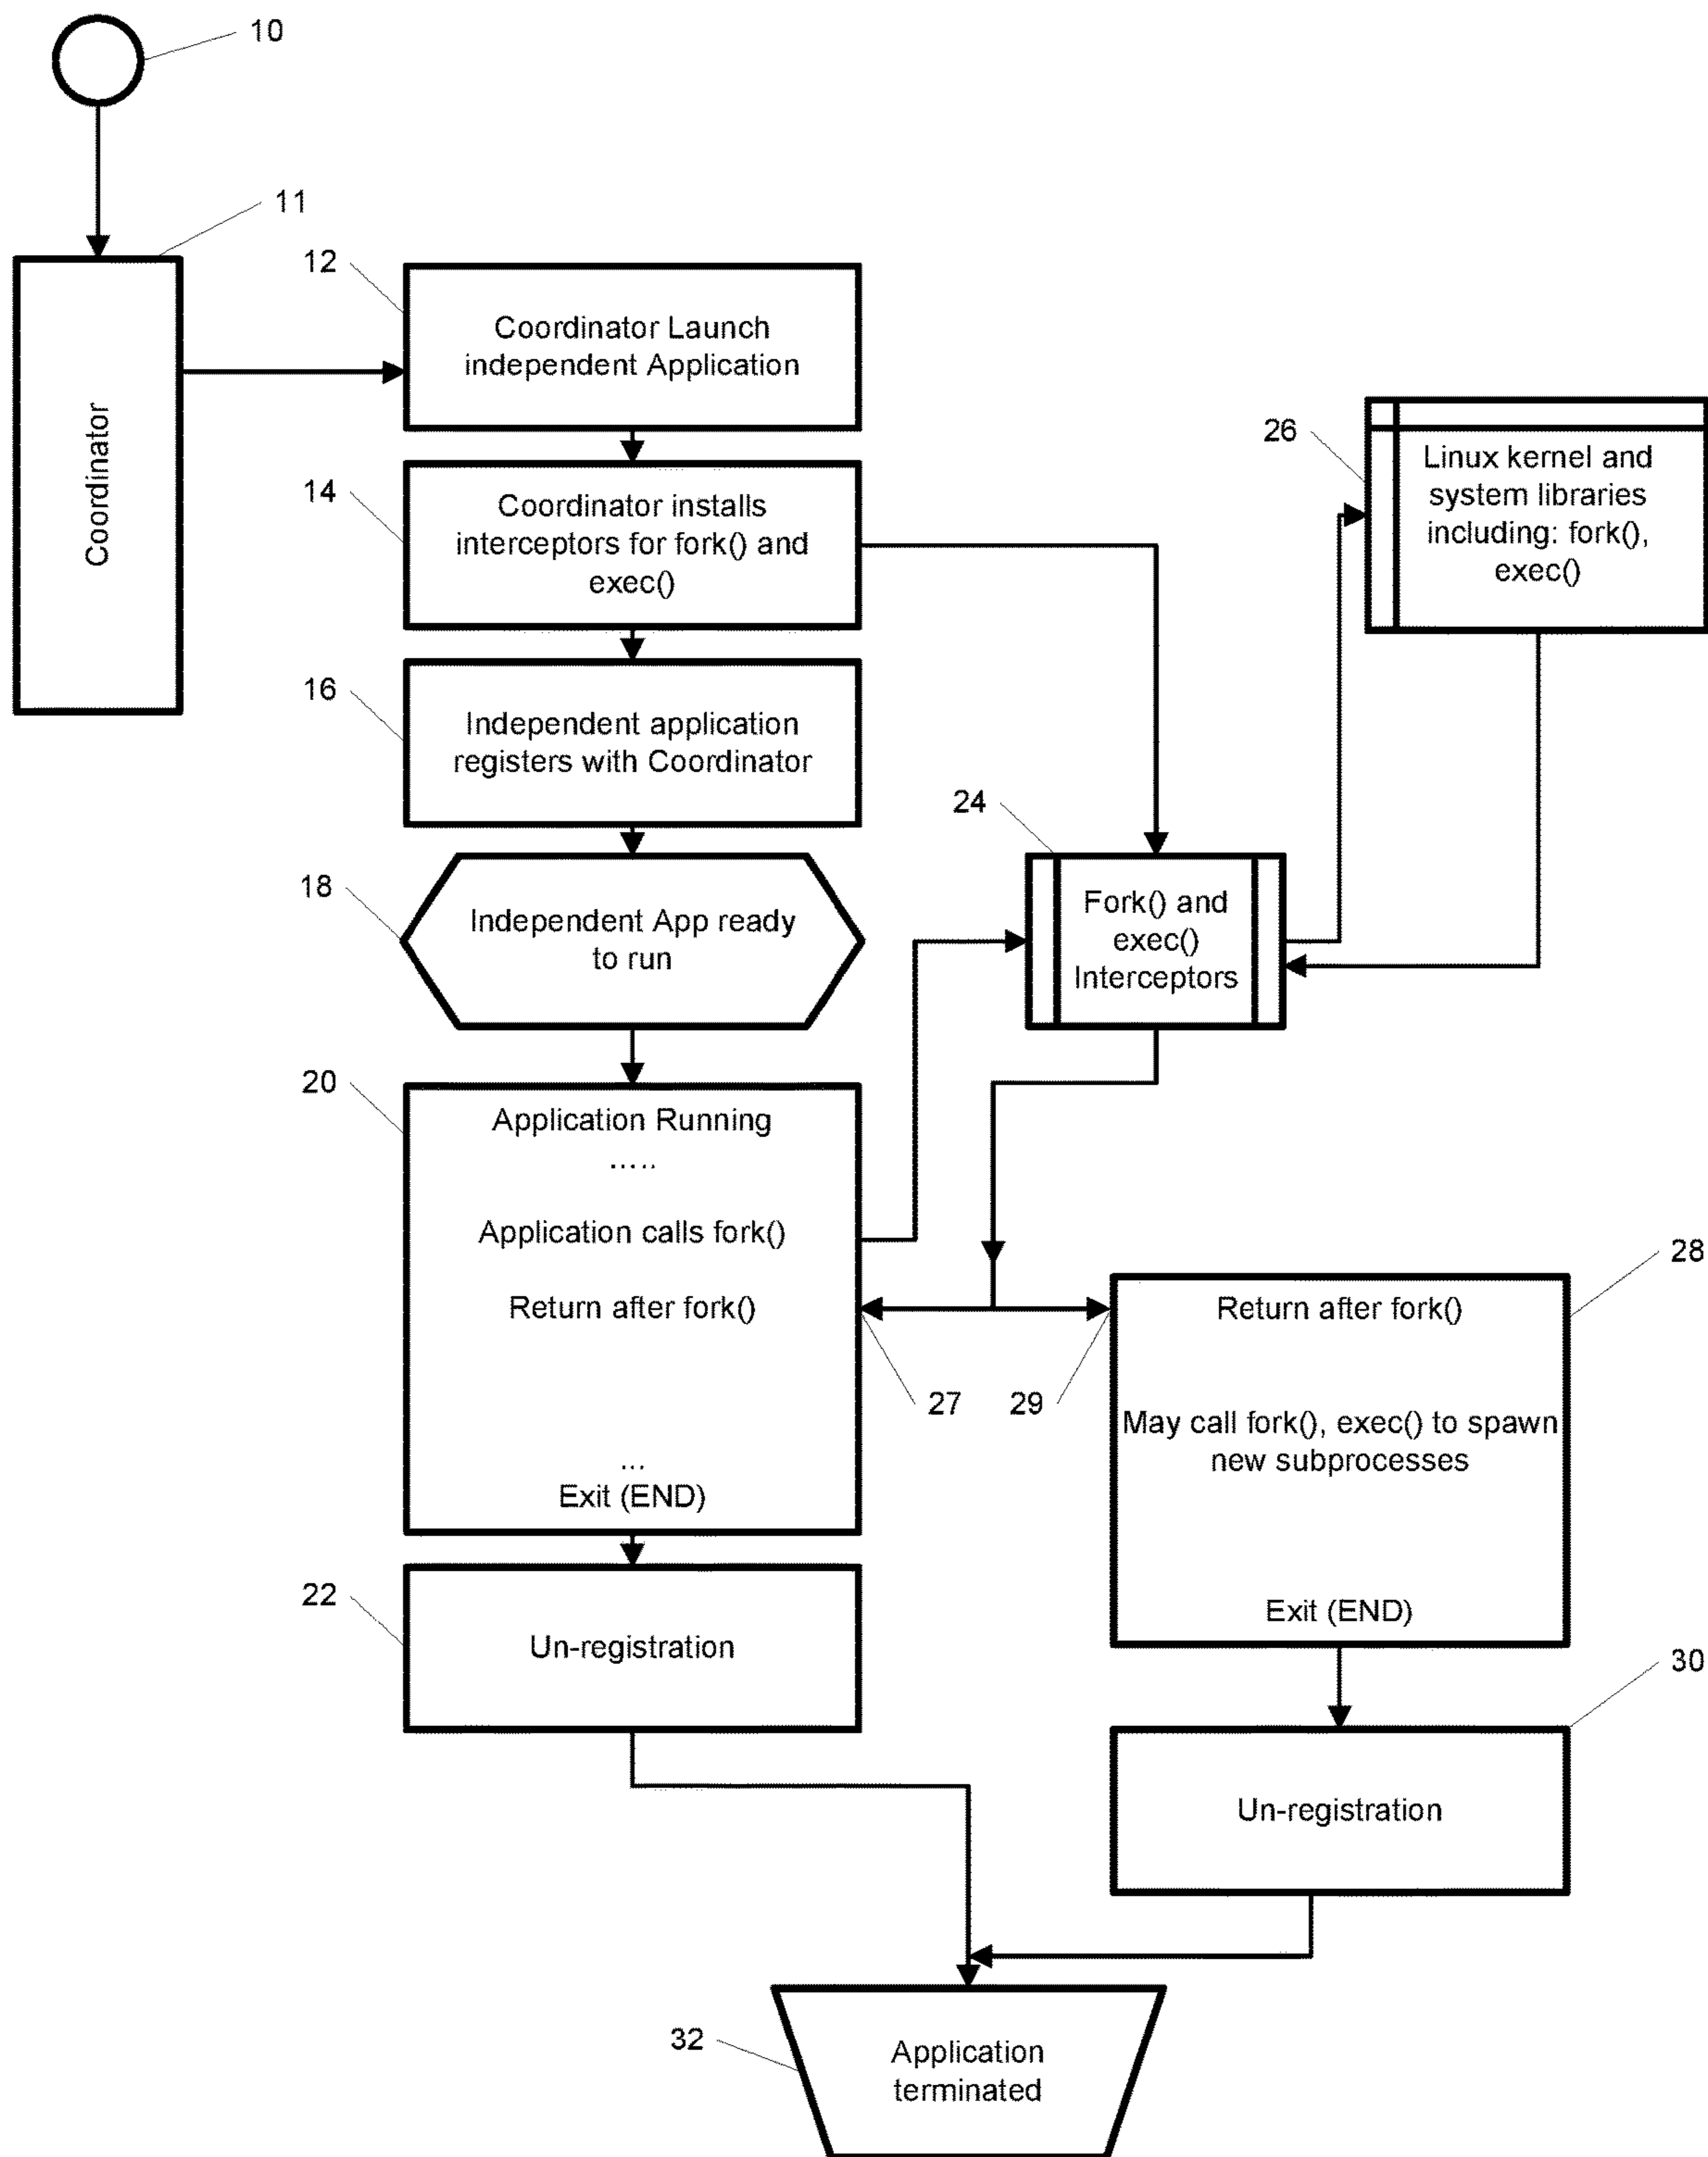 10
11
Coordinator
12
Coordinator Launch
independent Application
14
Coordinator installs
interceptors for fork() and
exec()
26
Linux kernel and
system libraries
including: fork(),
exec()
16
Independent application
registers with Coordinator
24
Fork() and
exec()
Interceptors
18
Independent App ready
to run
20
Application Running
.....
Application calls fork()
Return after fork()
...
Exit (END)
27
29
28
Return after fork()
May call fork(), exec() to spawn
new subprocesses
Exit (END)
22
Un-registration
30
Un-registration
32
Application
terminated